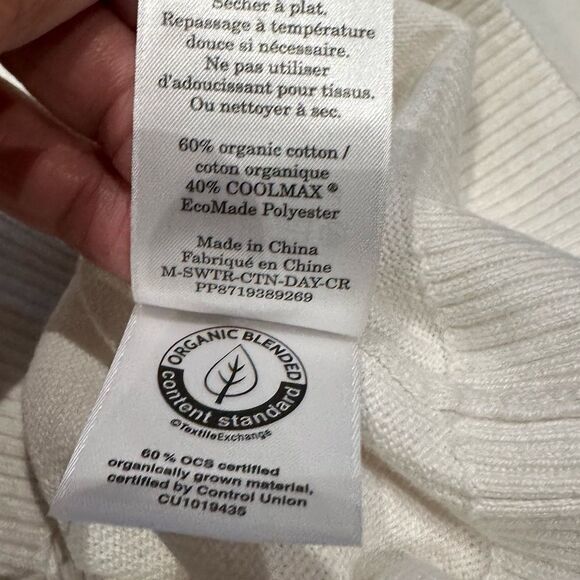 Sécher à plat.
Repassage à température
douce si nécessaire.
Ne pas utiliser
d'adoucissant pour tissus.
Ou nettoyer à sec.
60% organic cotton /
coton organique
40% COOLMAX ®
EcoMade Polyester
Made in China
Fabriqué en Chine
M-SWTR-CTN-DAY-CR
PP8719389269
ORGANIC BLENDED
content standard
©TextileExchange
60 % OCS certified
organically grown material,
certified by Control Union
CU1019435